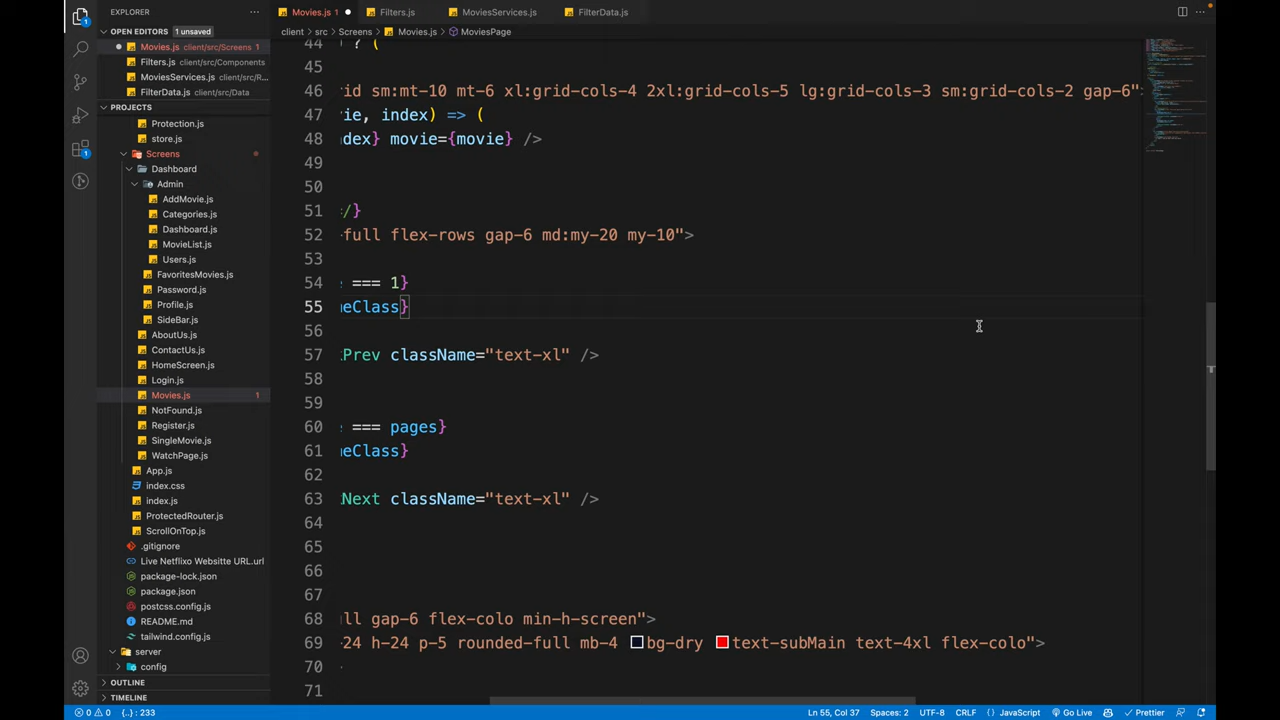 EXPLORER
Movies.js 1
Filters.js
MoviesServices.js
FilterData.js
client > src > Screens > Movies.js > MoviesPage
OPEN EDITORS 1 unsaved
Movies.js client/src/Screens 1
Filters.js client/src/Components
MoviesServices.js client/src/R...
FilterData.js client/src/Data
PROJECTS
Protection.js
store.js
Screens
Dashboard
Admin
AddMovie.js
Categories.js
Dashboard.js
MovieList.js
Users.js
FavoritesMovies.js
Password.js
Profile.js
SideBar.js
AboutUs.js
ContactUs.js
HomeScreen.js
Login.js
Movies.js 1
NotFound.js
Register.js
SingleMovie.js
WatchPage.js
App.js
index.css
index.js
ProtectedRouter.js
ScrollOnTop.js
.gitignore
Live Netflixo Websitte URL.url
package-lock.json
package.json
postcss.config.js
README.md
tailwind.config.js
server
config
OUTLINE
TIMELINE
44 ) ? (
45
46 rid sm:mt-10 mt-6 xl:grid-cols-4 2xl:grid-cols-5 lg:grid-cols-3 sm:grid-cols-2 gap-6">
47 vie, index) => (
48 ndex} movie={movie} />
49
50
51 */}
52 -full flex-rows gap-6 md:my-20 my-10">
53
54 === 1}
55 meClass}
56
57 kPrev className="text-xl" />
58
59
60 === pages}
61 meClass}
62
63 kNext className="text-xl" />
64
65
66
67
68 ull gap-6 flex-colo min-h-screen">
69 -24 h-24 p-5 rounded-full mb-4 bg-dry text-subMain text-4xl flex-colo">
70
71
0 0 {..} : 233 Ln 55, Col 37 Spaces: 2 UTF-8 CRLF {} JavaScript Go Live Prettier